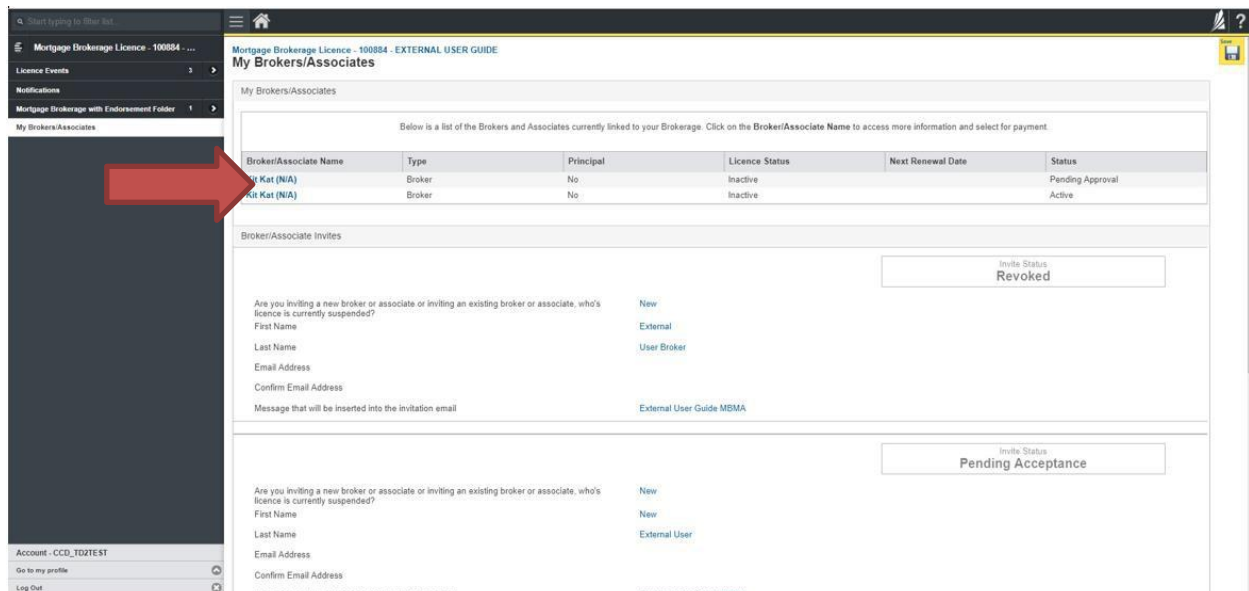 Start typing to filter list...
?
Save
Mortgage Brokerage Licence - 100884 - ...
Licence Events 3
Notifications
Mortgage Brokerage with Endorsement Folder 1
My Brokers/Associates
Mortgage Brokerage Licence - 100884 - EXTERNAL USER GUIDE
My Brokers/Associates
My Brokers/Associates
Below is a list of the Brokers and Associates currently linked to your Brokerage. Click on the Broker/Associate Name to access more information and select for payment.
Broker/Associate Name Type Principal Licence Status Next Renewal Date Status
Kit Kat (N/A) Broker No Inactive Pending Approval
Kit Kat (N/A) Broker No Inactive Active
Broker/Associate Invites
Invite Status
Revoked
Are you inviting a new broker or associate or inviting an existing broker or associate, who's New
licence is currently suspended?
First Name External
Last Name User Broker
Email Address
Confirm Email Address
Message that will be inserted into the invitation email External User Guide MBMA
Invite Status
Pending Acceptance
Are you inviting a new broker or associate or inviting an existing broker or associate, who's New
licence is currently suspended?
First Name New
Last Name External User
Email Address
Confirm Email Address
Account - CCD_TD2TEST
Go to my profile
Log Out